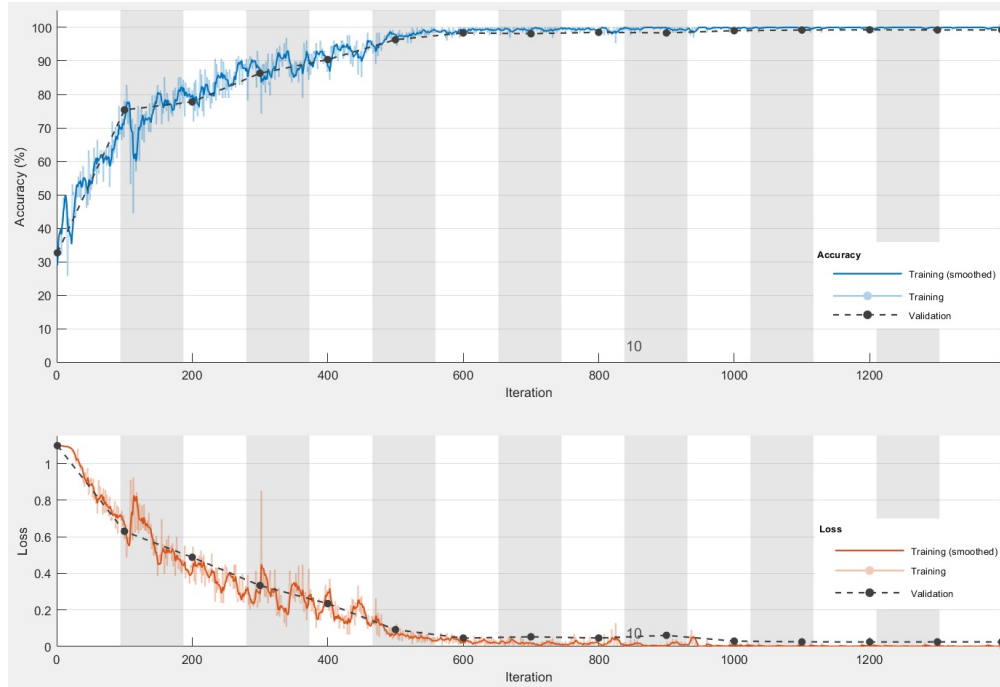 100
90
80
70
60
50
40
30
20
10
0
Accuracy (%)
Accuracy
Training (smoothed)
Training
Validation
10
0 200 400 600 800 1000 1200
Iteration
1
0.8
0.6
0.4
0.2
0
Loss
Loss
Training (smoothed)
Training
Validation
10
0 200 400 600 800 1000 1200
Iteration